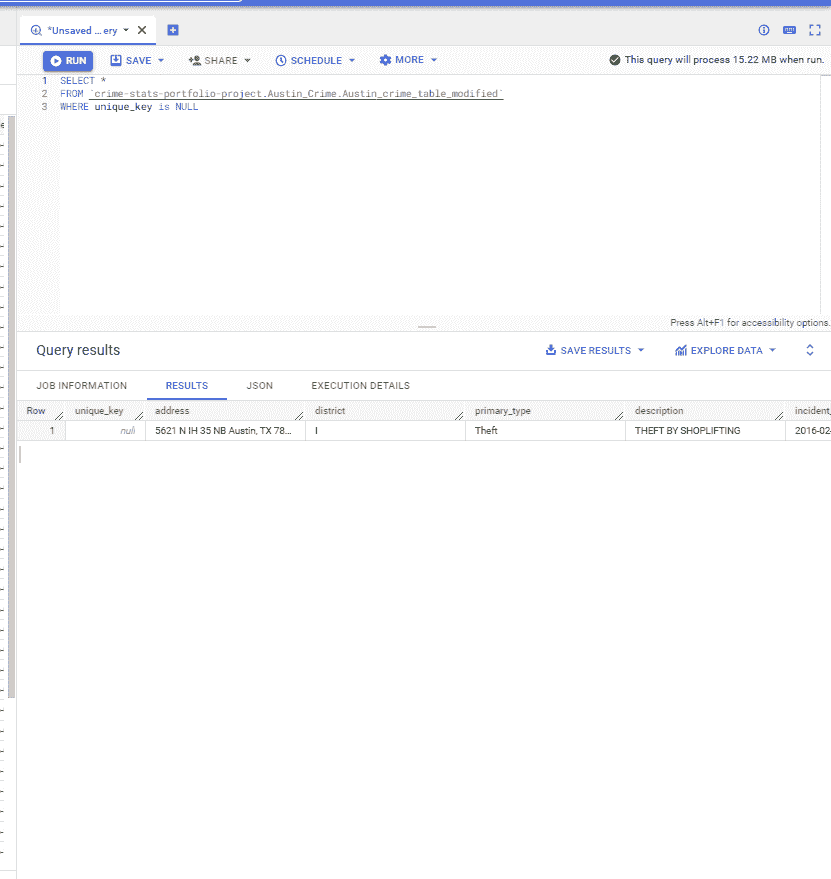 *Unsaved ... ery
RUN SAVE SHARE SCHEDULE MORE This query will process 15.22 MB when run.
1 SELECT *
2 FROM `crime-stats-portfolio-project.Austin_Crime.Austin_crime_table_modified`
3 WHERE unique_key is NULL
Press Alt+F1 for accessibility options.
Query results SAVE RESULTS EXPLORE DATA
JOB INFORMATION RESULTS JSON EXECUTION DETAILS
Row unique_key address district primary_type description incident_
1 null 5621 N IH 35 NB Austin, TX 78... I Theft THEFT BY SHOPLIFTING 2016-02-